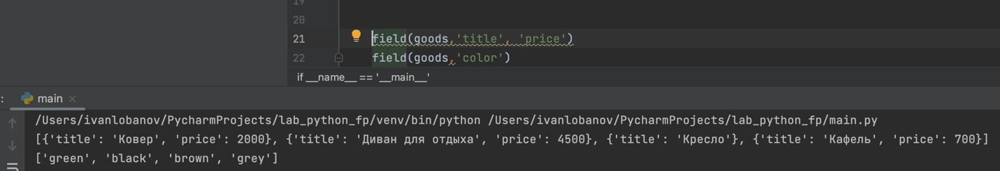 19
20
21 field(goods,'title', 'price')
22 field(goods,'color')
if __name__ == '__main__'
: main ×
/Users/ivanlobanov/PycharmProjects/lab_python_fp/venv/bin/python /Users/ivanlobanov/PycharmProjects/lab_python_fp/main.py
[{'title': 'Ковер', 'price': 2000}, {'title': 'Диван для отдыха', 'price': 4500}, {'title': 'Кресло'}, {'title': 'Кафель', 'price': 700}]
['green', 'black', 'brown', 'grey']